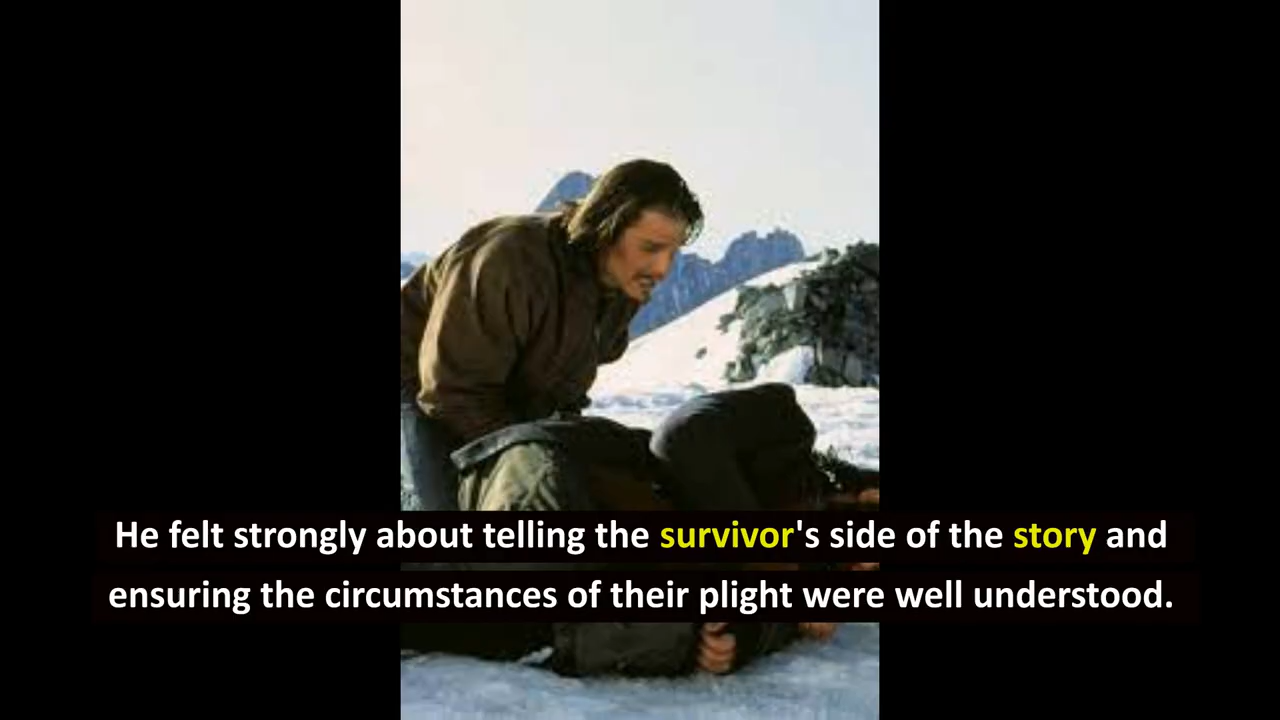 He felt strongly about telling the survivor's side of the story and
ensuring the circumstances of their plight were well understood.